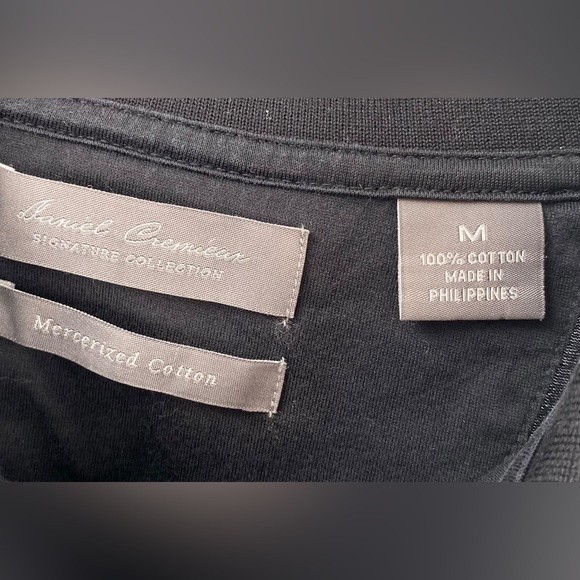 Daniel Cremieux
SIGNATURE COLLECTION
Mercerized Cotton
M
100% COTTON
MADE IN
PHILIPPINES